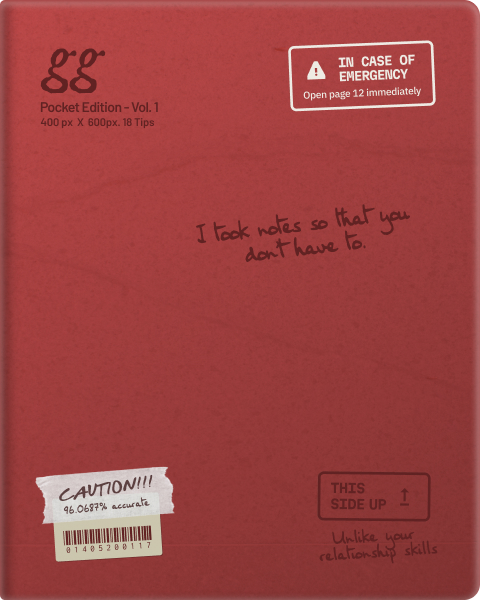 gg
Pocket Edition - Vol. 1
400 px X 600px. 18 Tips
IN CASE OF
EMERGENCY
Open page 12 immediately
I took notes so that you
don't have to.
CAUTION!!!
96.0687% accurate
01405200117
THIS
SIDE UP
Unlike your
relationship skills